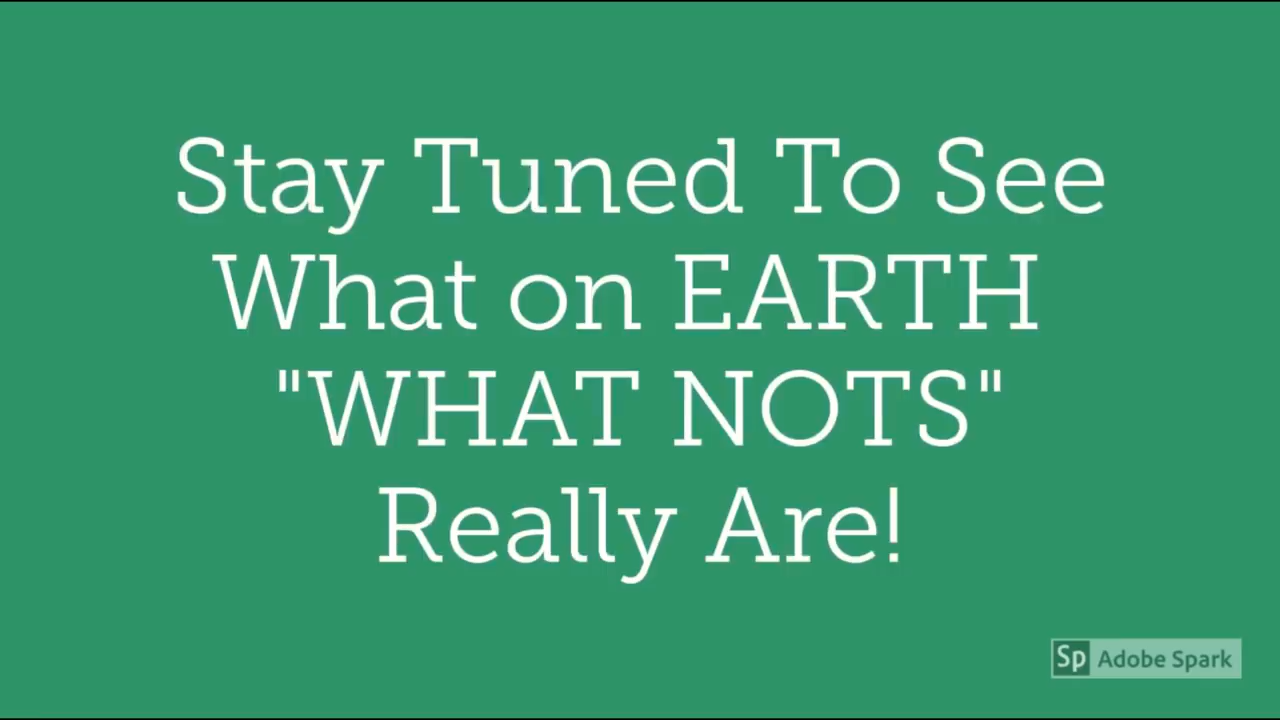 Stay Tuned To See
What on EARTH
"WHAT NOTS"
Really Are!
Sp Adobe Spark